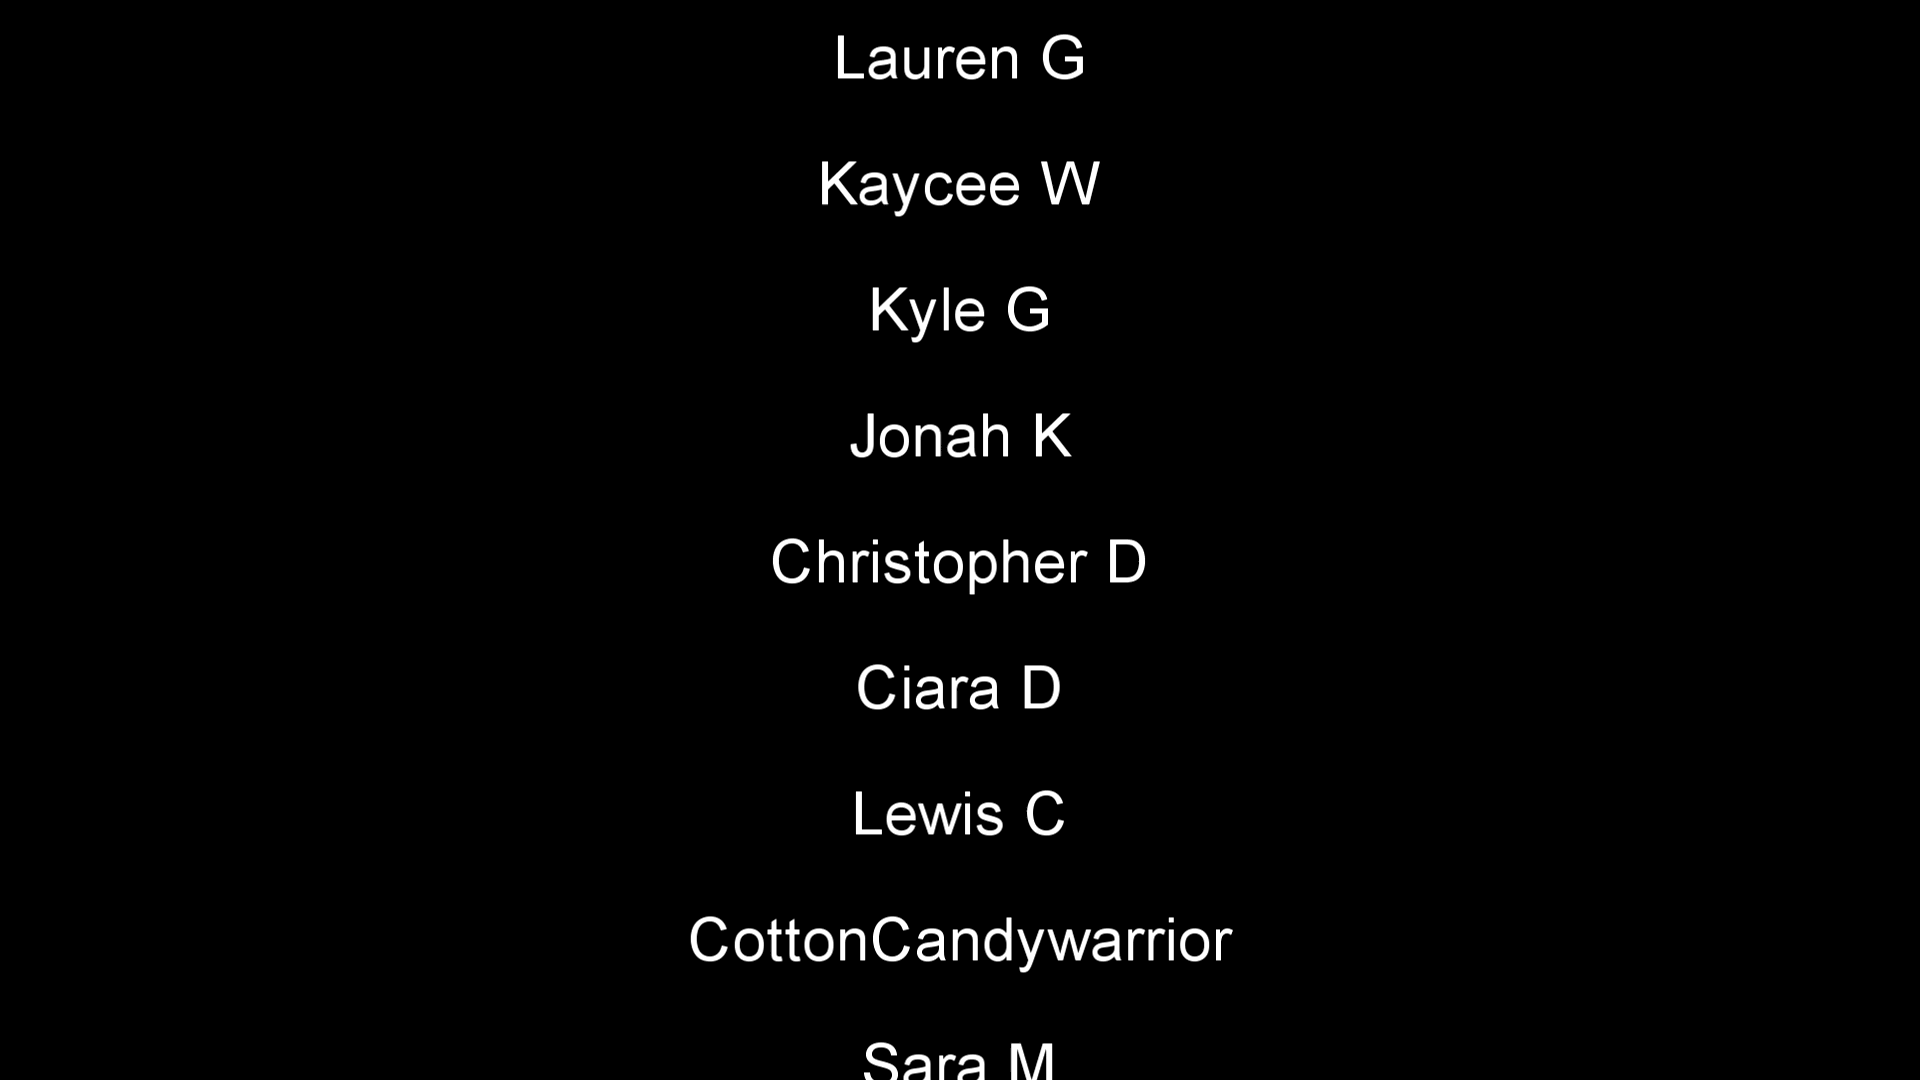 Lauren G
Kaycee W
Kyle G
Jonah K
Christopher D
Ciara D
Lewis C
CottonCandywarrior
Sara M